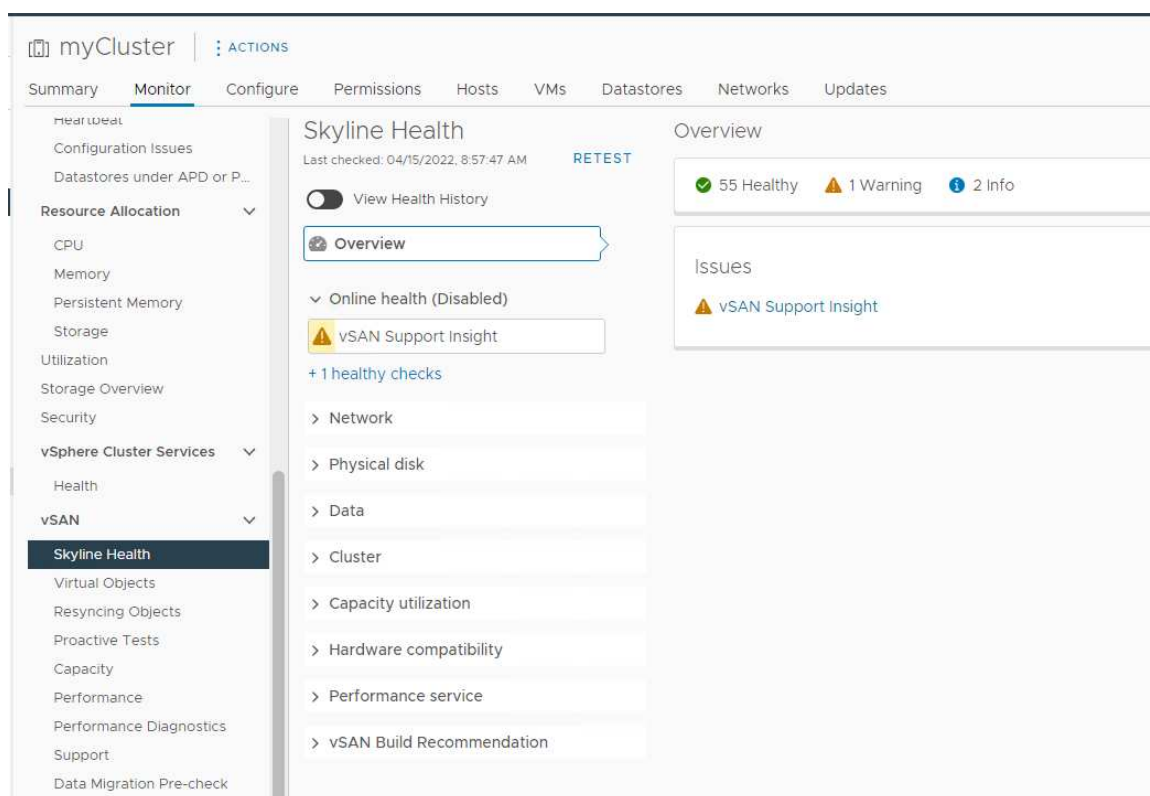 myCluster
ACTIONS
Summary Monitor Configure Permissions Hosts VMs Datastores Networks Updates
Heartbeat
Configuration Issues
Datastores under APD or P...
Resource Allocation
CPU
Memory
Persistent Memory
Storage
Utilization
Storage Overview
Security
vSphere Cluster Services
Health
vSAN
Skyline Health
Virtual Objects
Resyncing Objects
Proactive Tests
Capacity
Performance
Performance Diagnostics
Support
Data Migration Pre-check
Skyline Health
Last checked: 04/15/2022, 8:57:47 AM
RETEST
View Health History
Overview
Online health (Disabled)
vSAN Support Insight
+ 1 healthy checks
Network
Physical disk
Data
Cluster
Capacity utilization
Hardware compatibility
Performance service
vSAN Build Recommendation
Overview
55 Healthy 1 Warning 2 Info
Issues
vSAN Support Insight